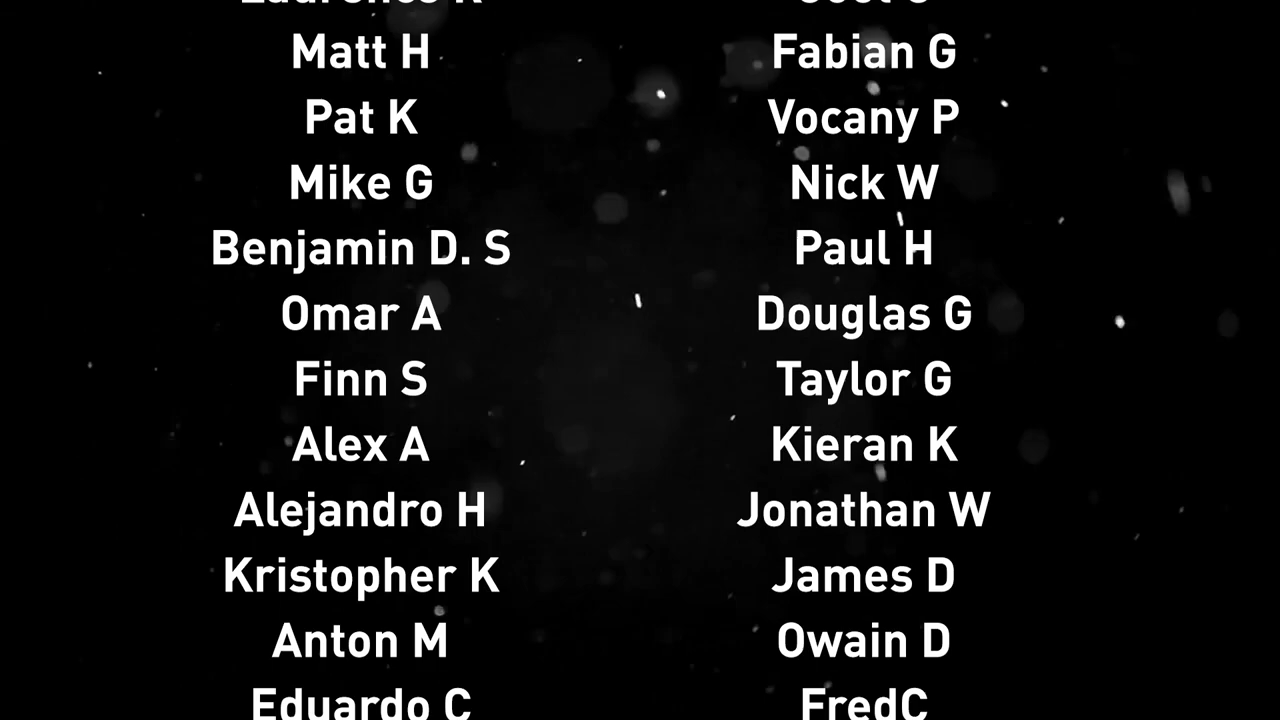 Matt H
Pat K
Mike G
Benjamin D. S
Omar A
Finn S
Alex A
Alejandro H
Kristopher K
Anton M
Eduardo C
Fabian G
Vocany P
Nick W
Paul H
Douglas G
Taylor G
Kieran K
Jonathan W
James D
Owain D
FredC